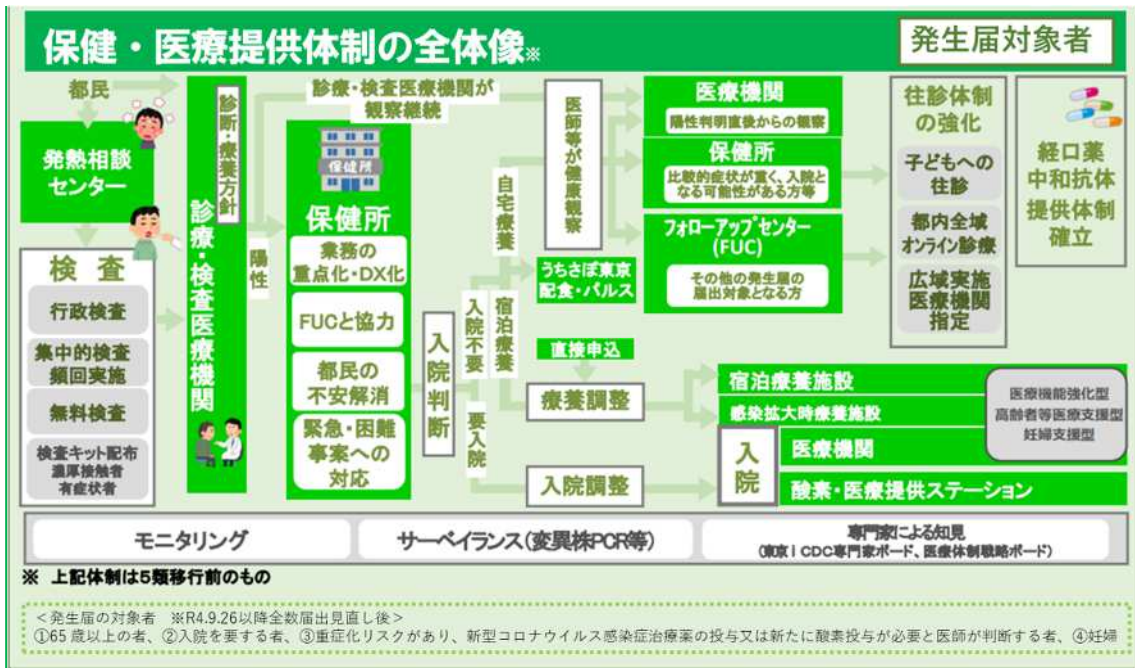 保健・医療提供体制の全体像※
発生届対象者
都民
発熱相談
センター
検 査
行政検査
集中的検査
頻回実施
無料検査
検査キット配布
濃厚接触者
有症状者
診断・療養方針
診療・検査医療機関
診療・検査医療機関が
観察継続
陽性
保健所
保健所
業務の
重点化・DX化
FUCと協力
都民の
不安解消
緊急・困難
事案への
対応
入院判断
入院不要
要入院
自宅療養
宿泊療養
医師等が健康観察
うちさぽ東京
配食・パルス
直接申込
療養調整
入院調整
医療機関
陽性判明直後からの観察
保健所
比較的症状が重く、入院と
なる可能性がある方等
フォローアップセンター
(FUC)
その他の発生届の
届出対象となる方
往診体制
の強化
子どもへの
往診
都内全域
オンライン診療
広域実施
医療機関
指定
経口薬
中和抗体
提供体制
確立
宿泊療養施設
感染拡大時療養施設
入院
医療機関
酸素・医療提供ステーション
医療機能強化型
高齢者等医療支援型
妊婦支援型
モニタリング
サーベイランス(変異株PCR等)
専門家による知見
(東京iCDC専門家ボード、医療体制戦略ボード)
※ 上記体制は5類移行前のもの
<発生届の対象者 ※R4.9.26以降全数届出見直し後>
①65歳以上の者、②入院を要する者、③重症化リスクがあり、新型コロナウイルス感染症治療薬の投与又は新たに酸素投与が必要と医師が判断する者、④妊婦